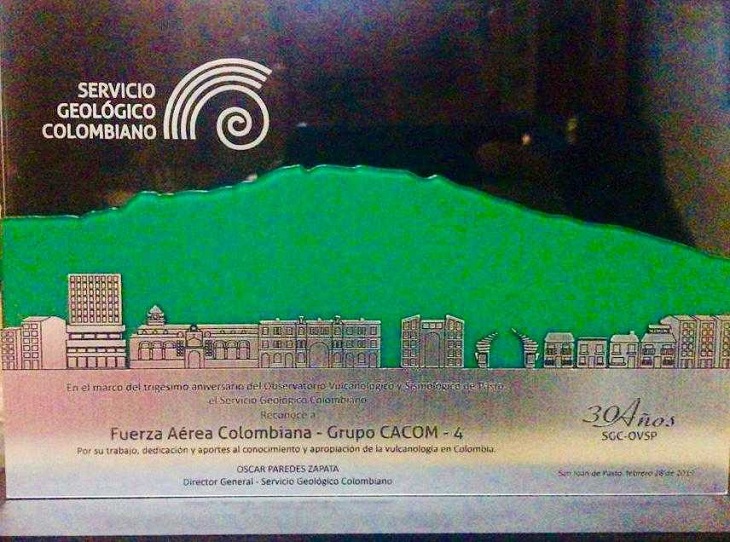 SERVICIO
GEOLÓGICO
COLOMBIANO
En el marco del trigésimo aniversario del Observatorio Vulcanológico y Sismológico de Pasto
el Servicio Geológico Colombiano
Reconoce a:
Fuerza Aérea Colombiana - Grupo CACOM - 4
Por su trabajo, dedicación y aportes al conocimiento y apropiación de la vulcanología en Colombia.
OSCAR PAREDES ZAPATA
Director General - Servicio Geológico Colombiano
30 Años
SGC-OVSP
San Juan de Pasto, febrero 28 de 2019